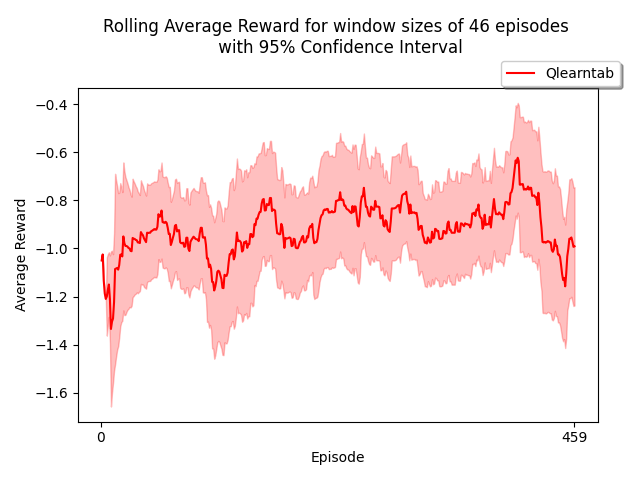 Rolling Average Reward for window sizes of 46 episodes
with 95% Confidence Interval
Qlearntab
−0.4
−0.6
−0.8
−1.0
−1.2
−1.4
−1.6
Average Reward
0
459
Episode